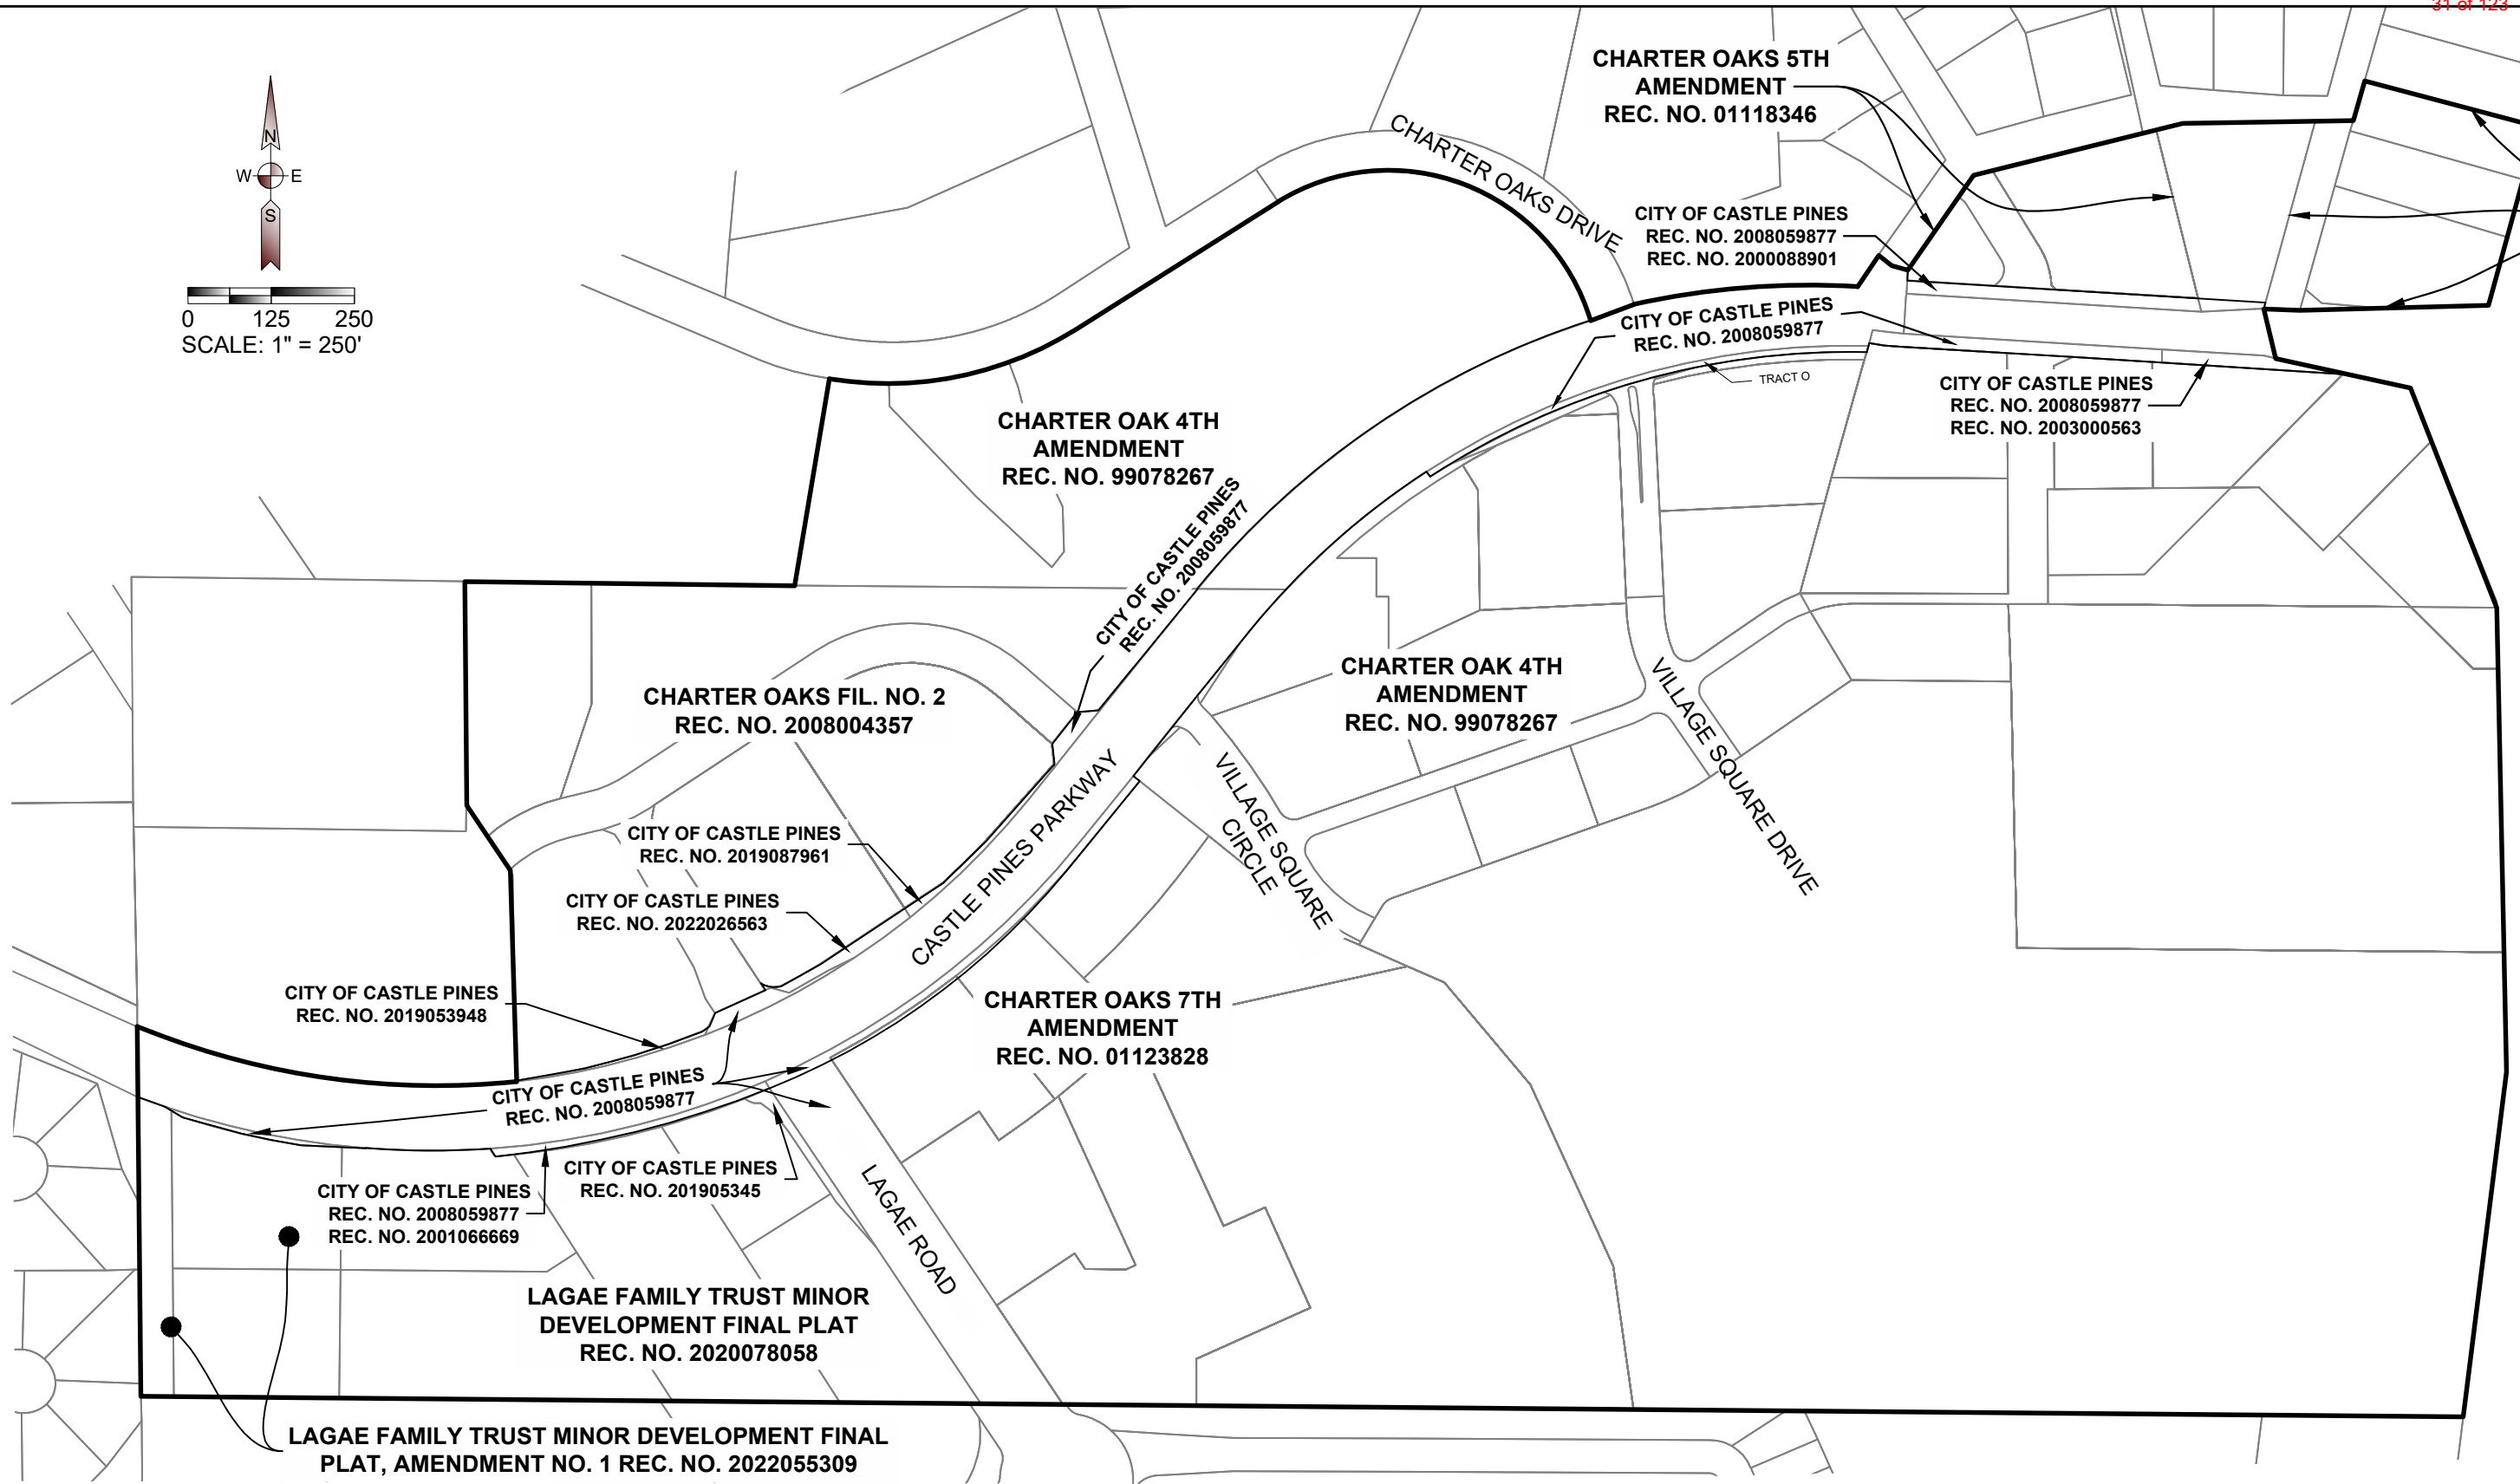 31 of 123
CHARTER OAKS 5TH
AMENDMENT
REC. NO. 01118346
N
W E
S
0 125 250
SCALE: 1" = 250'
CHARTER OAKS DRIVE
CITY OF CASTLE PINES
REC. NO. 2008059877
REC. NO. 2000088901
CITY OF CASTLE PINES
REC. NO. 2008059877
TRACT O
CITY OF CASTLE PINES
REC. NO. 2008059877
REC. NO. 2003000563
CHARTER OAK 4TH
AMENDMENT
REC. NO. 99078267
CITY OF CASTLE PINES
REC. NO. 2008059877
CHARTER OAKS FIL. NO. 2
REC. NO. 2008004357
CHARTER OAK 4TH
AMENDMENT
REC. NO. 99078267
VILLAGE SQUARE DRIVE
VILLAGE SQUARE
CIRCLE
CASTLE PINES PARKWAY
CITY OF CASTLE PINES
REC. NO. 2019087961
CITY OF CASTLE PINES
REC. NO. 2022026563
CITY OF CASTLE PINES
REC. NO. 2019053948
CHARTER OAKS 7TH
AMENDMENT
REC. NO. 01123828
CITY OF CASTLE PINES
REC. NO. 2008059877
CITY OF CASTLE PINES
REC. NO. 201905345
CITY OF CASTLE PINES
REC. NO. 2008059877
REC. NO. 2001066669
LAGAE ROAD
LAGAE FAMILY TRUST MINOR
DEVELOPMENT FINAL PLAT
REC. NO. 2020078058
LAGAE FAMILY TRUST MINOR DEVELOPMENT FINAL
PLAT, AMENDMENT NO. 1 REC. NO. 2022055309